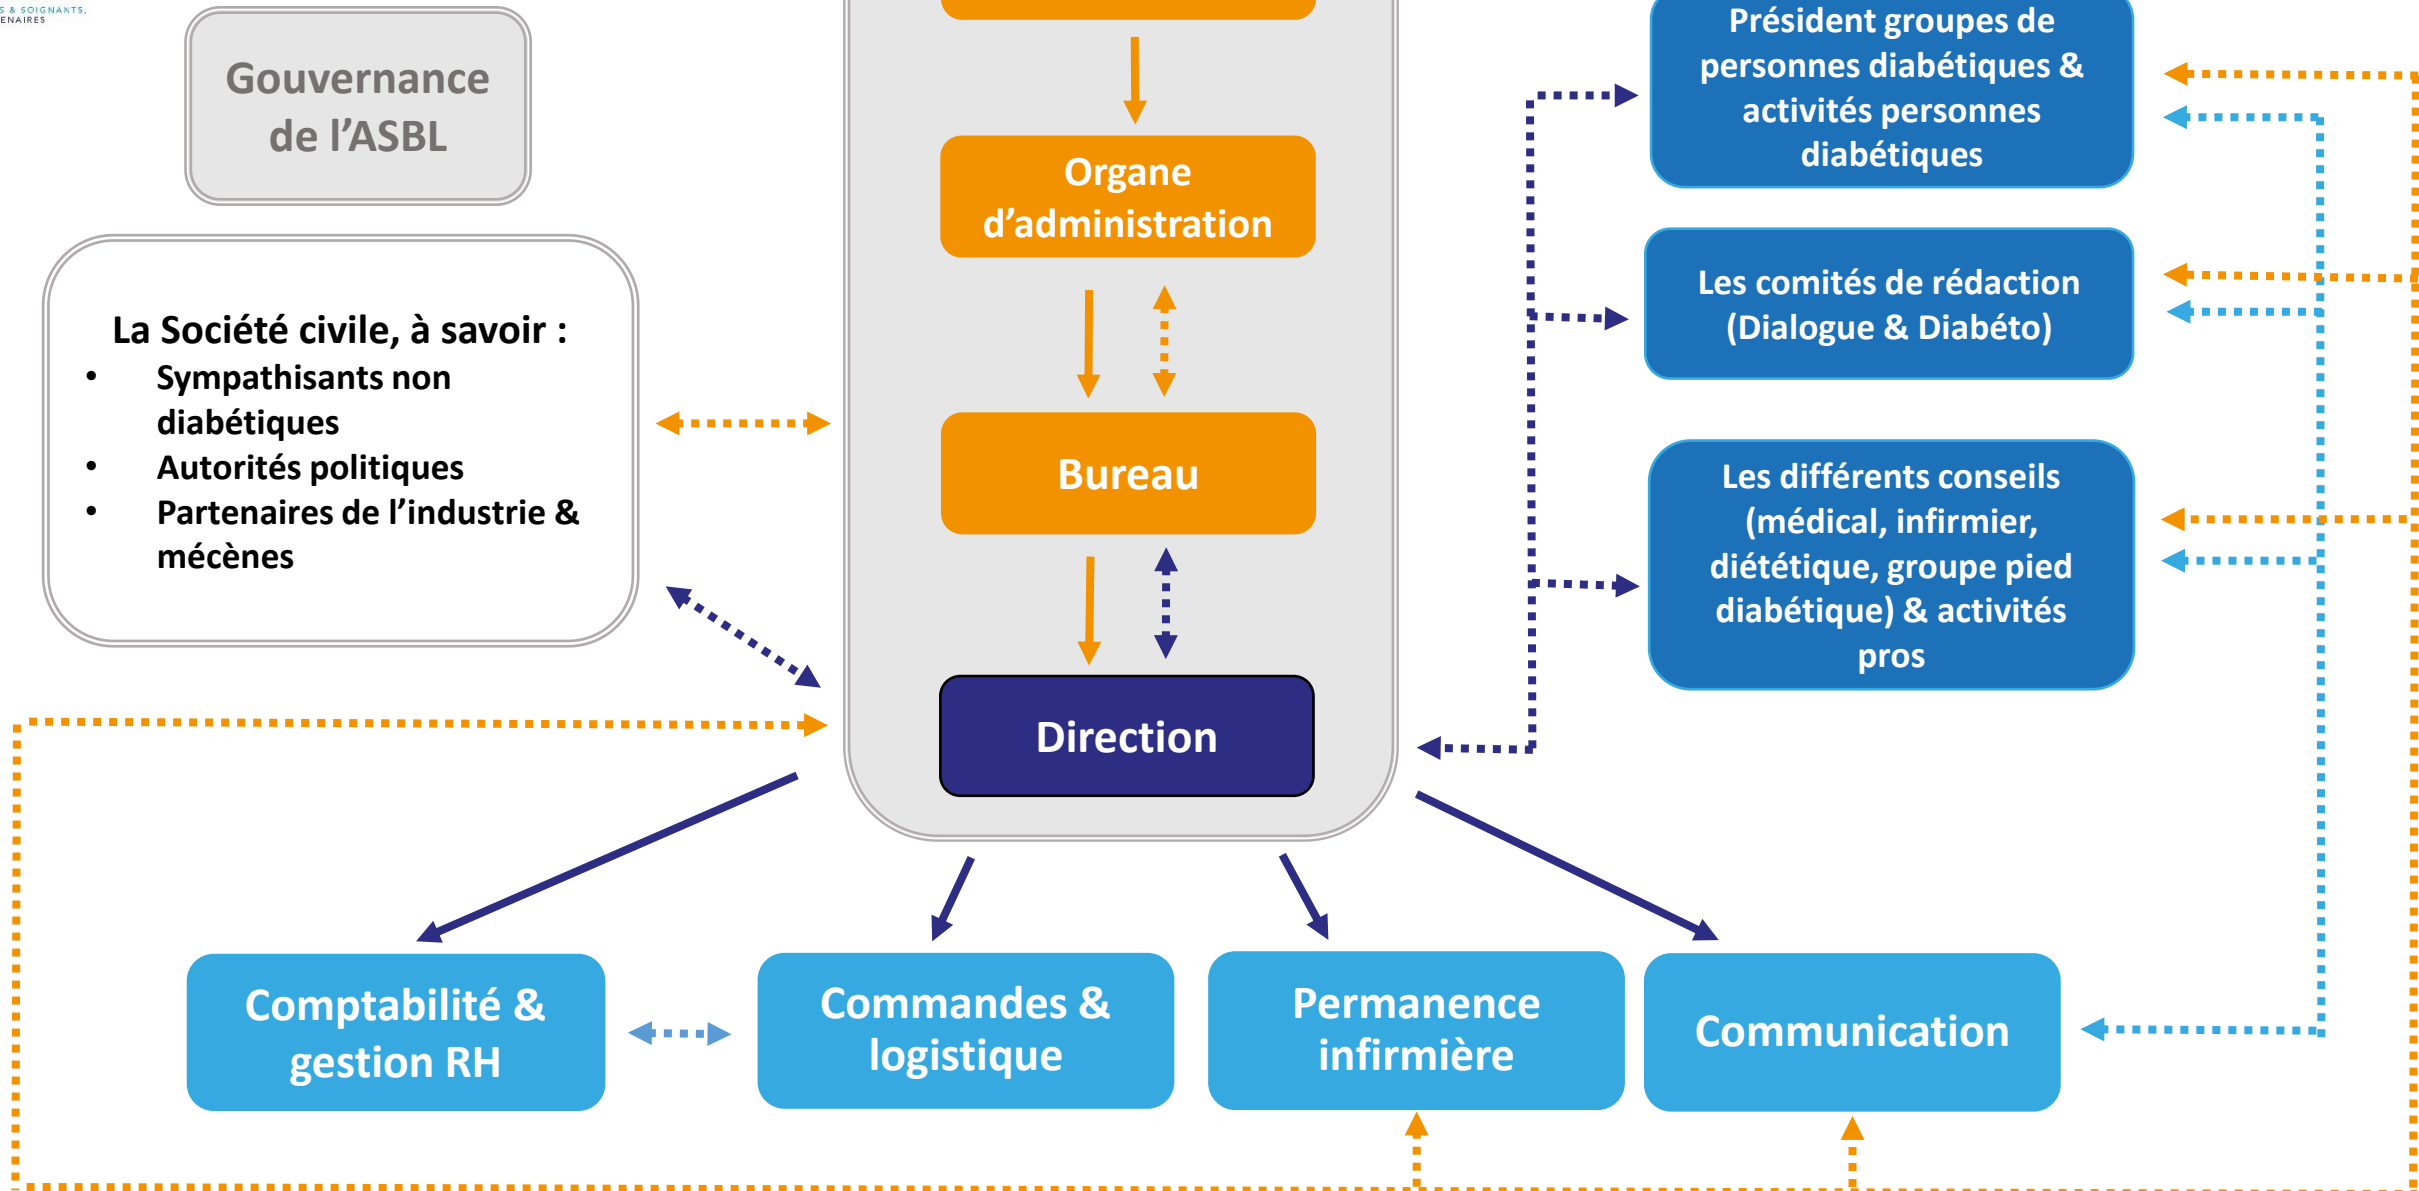 S & SOIGNANTS,
ENAIRES
Gouvernance
de l’ASBL
La Société civile, à savoir :
• Sympathisants non
diabétiques
• Autorités politiques
• Partenaires de l’industrie &
mécènes
Organe
d’administration
Bureau
Direction
Président groupes de
personnes diabétiques &
activités personnes
diabétiques
Les comités de rédaction
(Dialogue & Diabéto)
Les différents conseils
(médical, infirmier,
diététique, groupe pied
diabétique) & activités
pros
Comptabilité &
gestion RH
Commandes &
logistique
Permanence
infirmière
Communication